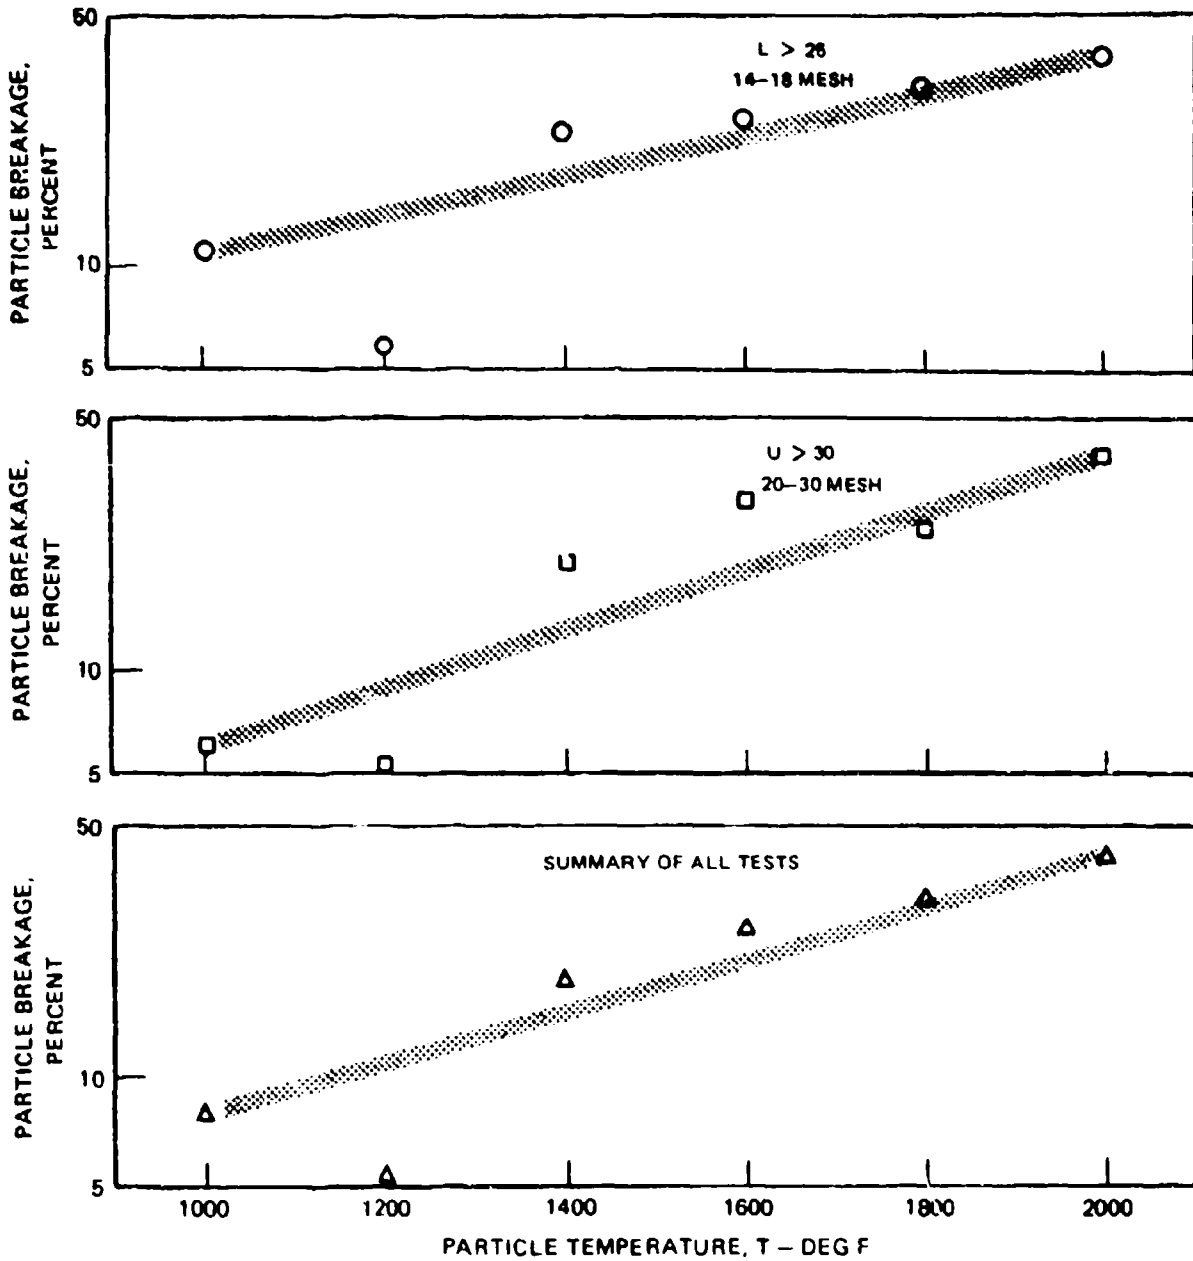 50
L > 26
14–18 MESH
PARTICLE BREAKAGE,
PERCENT
10
5
50
U > 30
20–30 MESH
PARTICLE BREAKAGE,
PERCENT
10
5
50
SUMMARY OF ALL TESTS
PARTICLE BREAKAGE,
PERCENT
10
5
1000 1200 1400 1600 1800 2000
PARTICLE TEMPERATURE, T – DEG F